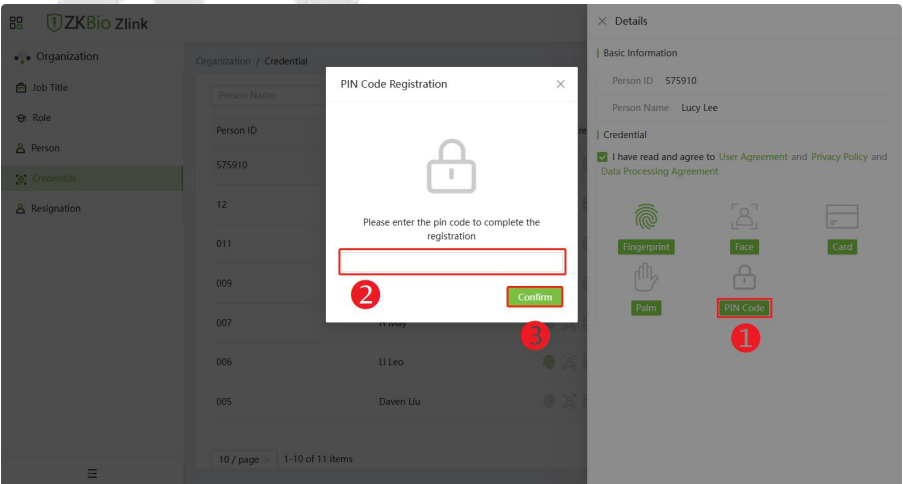 ZKBio Zlink
Organization
Job Title
Role
Person
Credential
Resignation
Organization / Credential
Person Name
Person ID
575910
12
011
009
007
H May
006
Li Leo
005
Daven Liu
10 / page
1-10 of 11 items
PIN Code Registration
Please enter the pin code to complete the
registration
2
Confirm
3
Details
Basic Information
Person ID 575910
Person Name Lucy Lee
Credential
I have read and agree to User Agreement and Privacy Policy and
Data Processing Agreement
Fingerprint
Face
Card
Palm
PIN Code
1